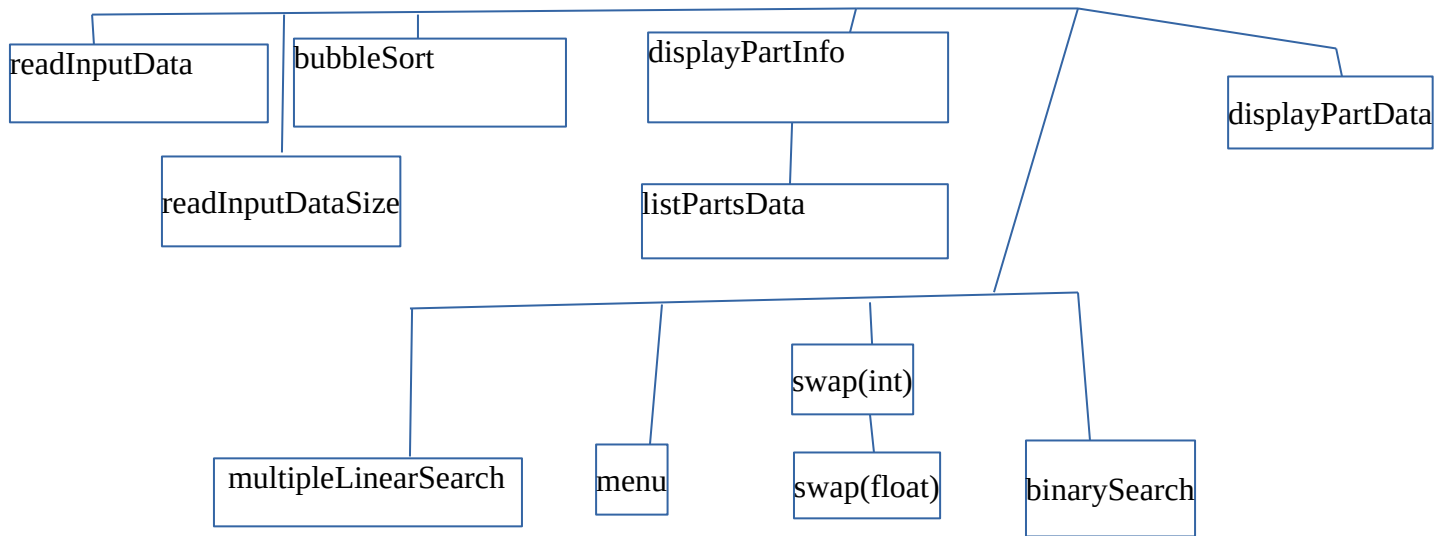 readInputData
bubbleSort
displayPartInfo
displayPartData
readInputDataSize
listPartsData
swap(int)
multipleLinearSearch
menu
swap(float)
binarySearch